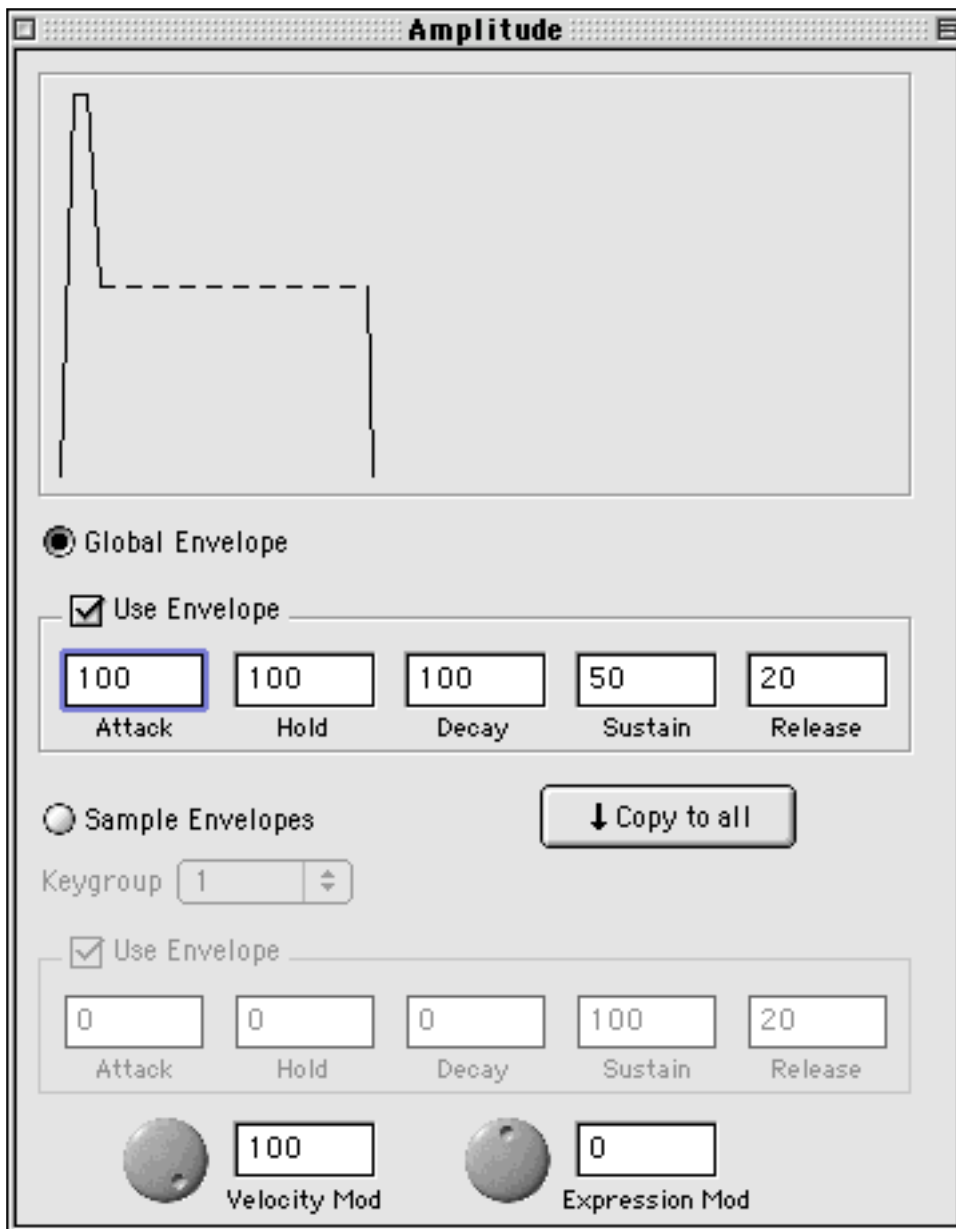 Amplitude
Global Envelope
Use Envelope
100 100 100 50 20
Attack Hold Decay Sustain Release
Sample Envelopes ↓ Copy to all
Keygroup 1
Use Envelope
0 0 0 100 20
Attack Hold Decay Sustain Release
100 0
Velocity Mod Expression Mod